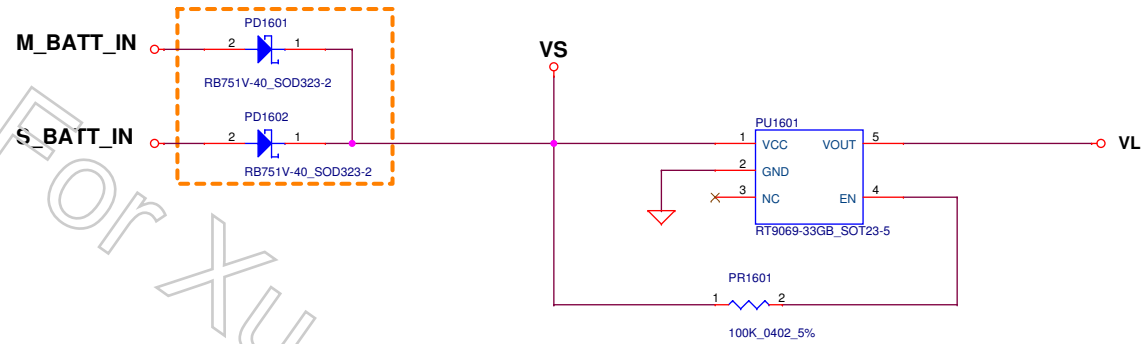 PD1601
M_BATT_IN
2
1
RB751V-40_SOD323-2
VS
PD1602
S_BATT_IN
2
1
RB751V-40_SOD323-2
PU1601
1 VCC VOUT 5
VL
2 GND
3 NC EN 4
RT9069-33GB_SOT23-5
PR1601
1 2
100K_0402_5%
For Xu